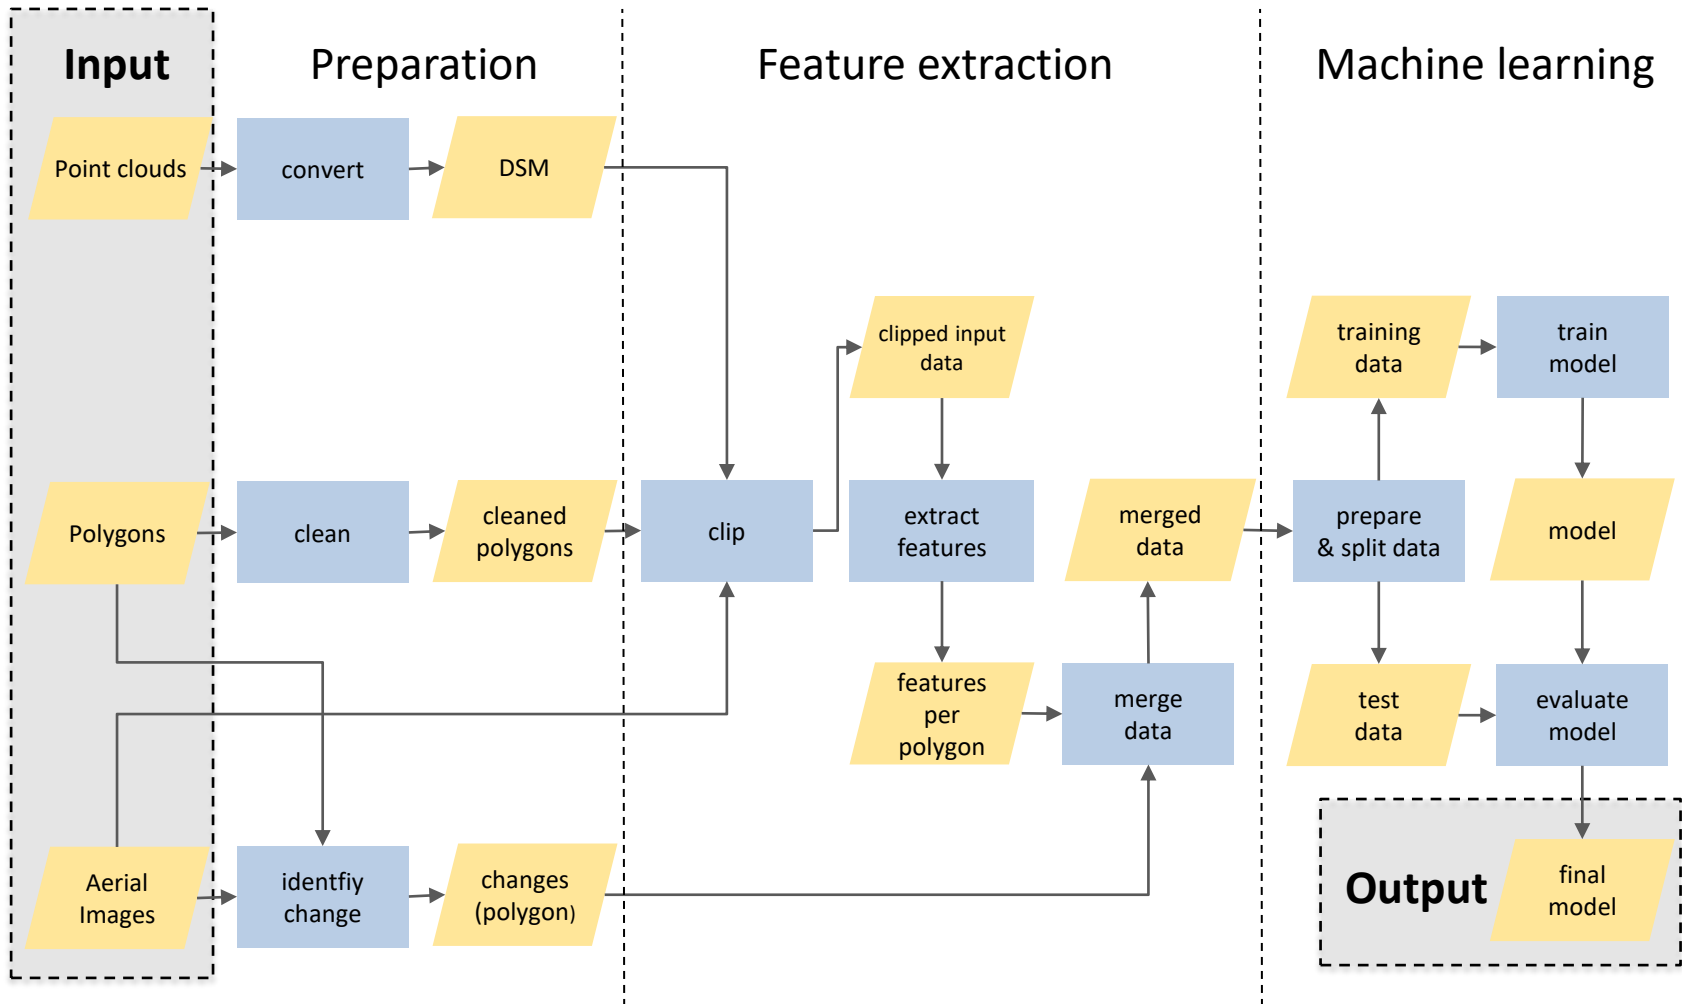 Input
Preparation
Feature extraction
Machine learning
Point clouds
convert
DSM
clipped input
data
training
data
train
model
Polygons
clean
cleaned
polygons
clip
extract
features
merged
data
prepare
& split data
model
features
per
polygon
merge
data
test
data
evaluate
model
Aerial
Images
identfiy
change
changes
(polygon)
Output
final
model